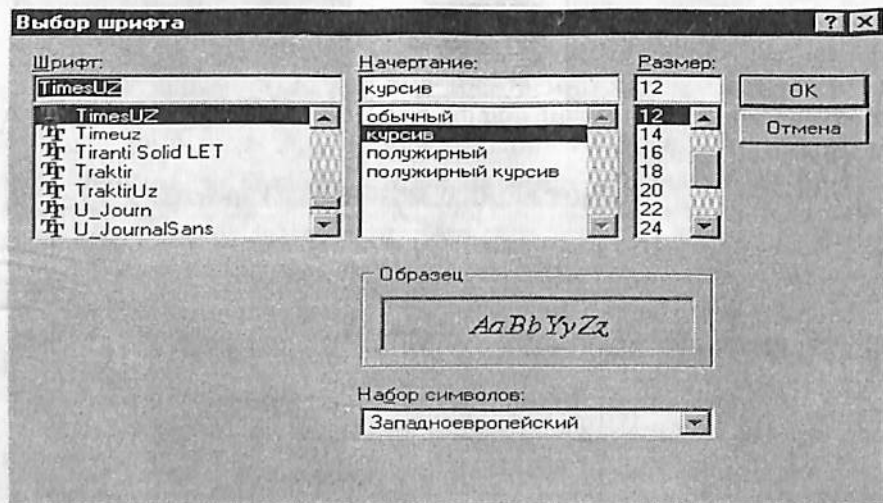 Выбор шрифта
Шрифт:
TimesUZ
TimesUZ
Timeuz
Tiranti Solid LET
Traktir
TraktirUz
U_Journ
U_JournalSans
Начертание:
курсив
обычный
курсив
полужирный
полужирный курсив
Размер:
12
12
14
16
18
20
22
24
OK
Отмена
Образец
AaBbYyZz
Набор символов:
Западноевропейский